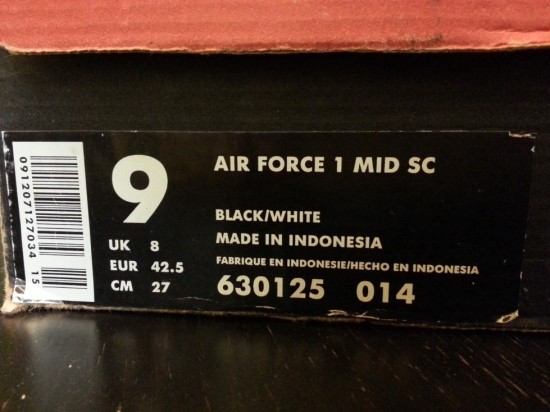 091207127034 15
9
AIR FORCE 1 MID SC
BLACK/WHITE
UK 8
MADE IN INDONESIA
EUR 42.5
FABRIQUE EN INDONESIE/HECHO EN INDONESIA
CM 27
630125 014